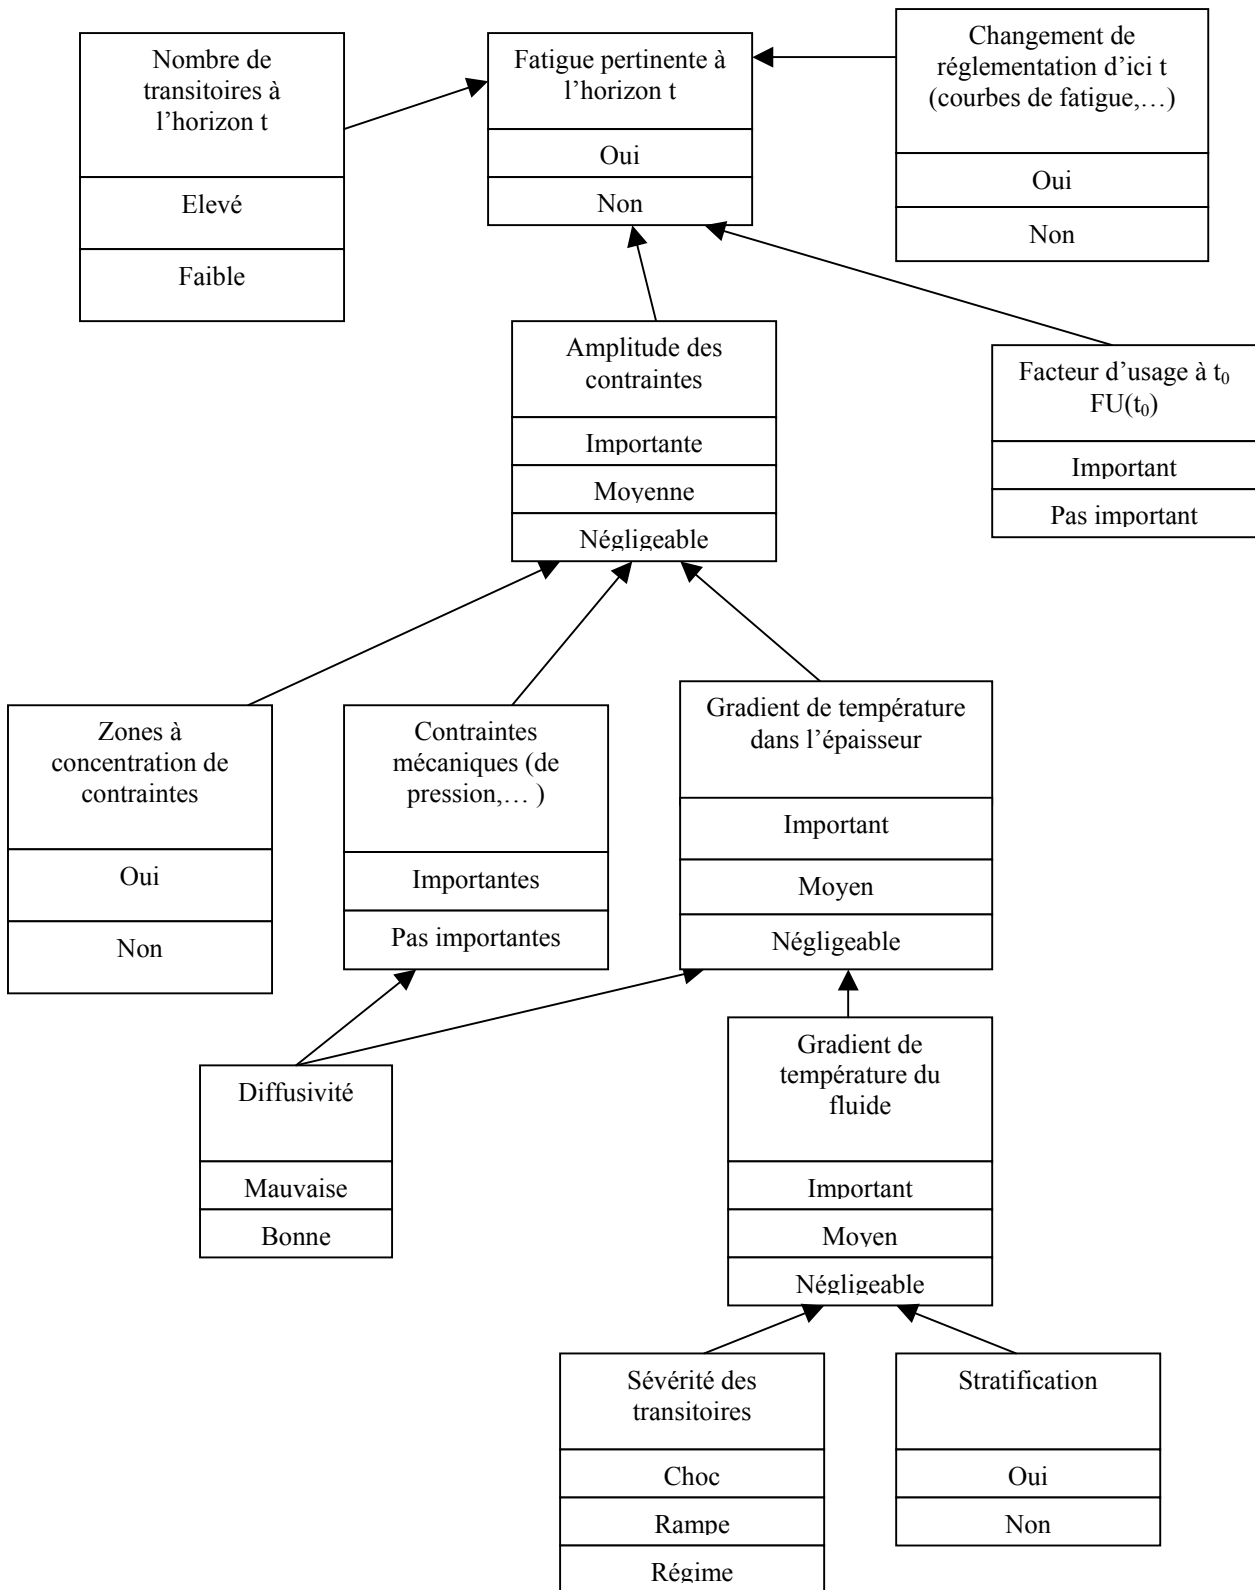 Nombre de
transitoires à
l’horizon t
Elevé
Faible
Fatigue pertinente à
l’horizon t
Oui
Non
Changement de
réglementation d’ici t
(courbes de fatigue,…)
Oui
Non
Amplitude des
contraintes
Importante
Moyenne
Négligeable
Facteur d’usage à t₀
FU(t₀)
Important
Pas important
Zones à
concentration de
contraintes
Oui
Non
Contraintes
mécaniques (de
pression,… )
Importantes
Pas importantes
Gradient de température
dans l’épaisseur
Important
Moyen
Négligeable
Diffusivité
Mauvaise
Bonne
Gradient de
température du
fluide
Important
Moyen
Négligeable
Sévérité des
transitoires
Choc
Rampe
Régime
Stratification
Oui
Non